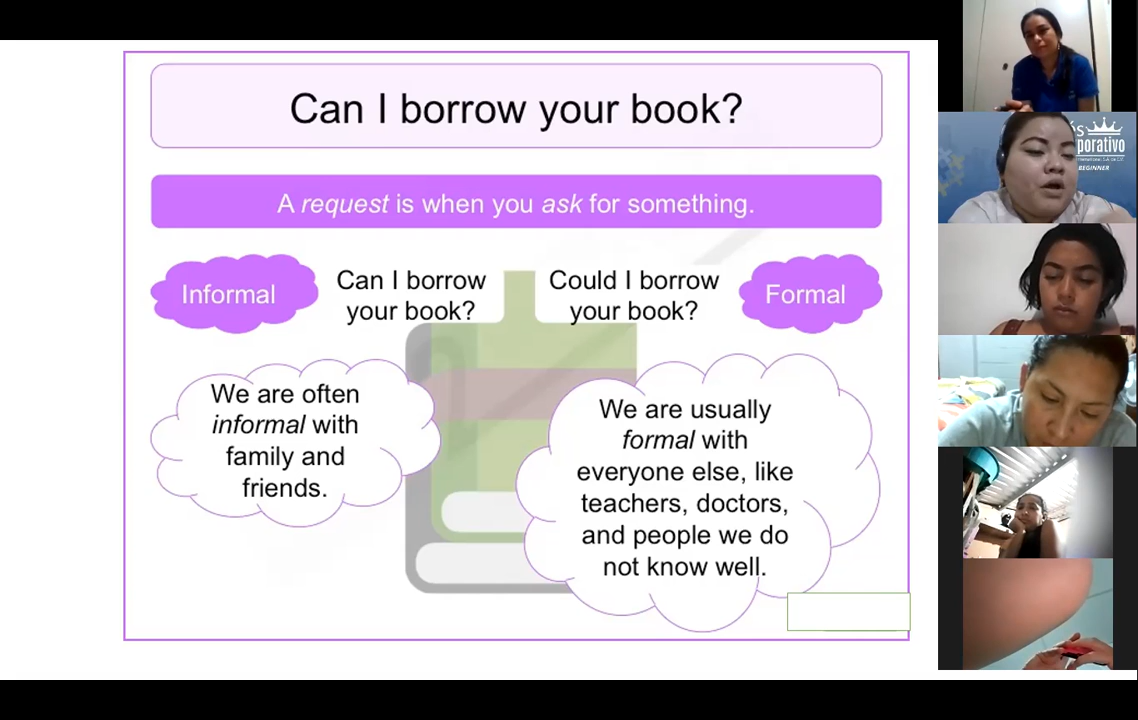 Can I borrow your book?
A request is when you ask for something.
Informal
Can I borrow
your book?
Could I borrow
your book?
Formal
We are often
informal with
family and
friends.
We are usually
formal with
everyone else, like
teachers, doctors,
and people we do
not know well.
BEGINNER